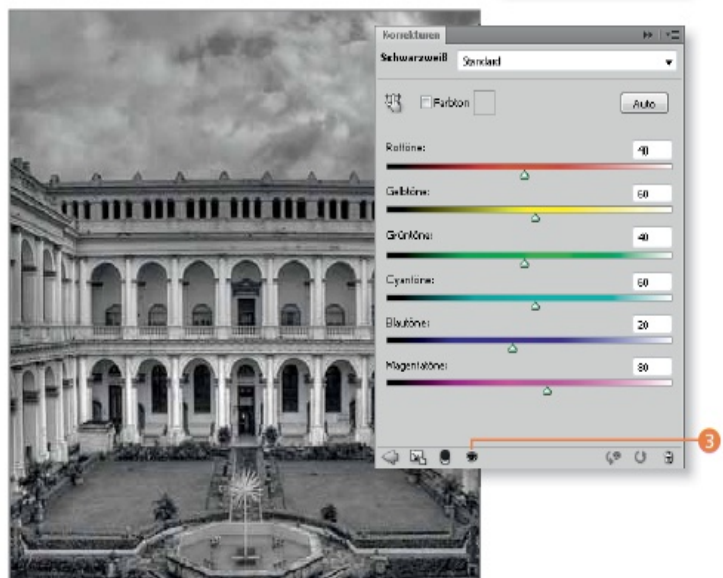 Korrekturen
Schwarzweiß Standard
Farbton Auto
Rottöne: 40
Gelbtöne: 60
Grüntöne: 40
Cyantöne: 60
Blautöne: 20
Magentatöne: 80
3